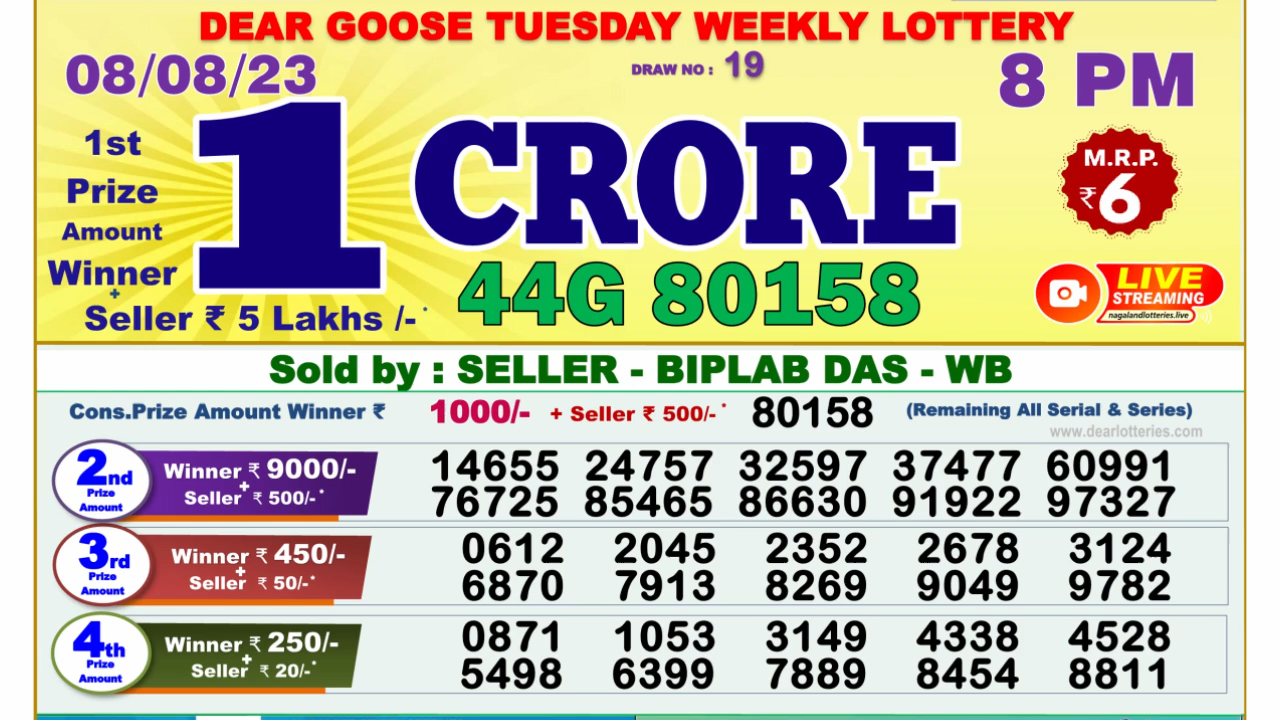 DEAR GOOSE TUESDAY WEEKLY LOTTERY
08/08/23
DRAW NO : 19
8 PM
1st
Prize
Amount
Winner
+
Seller ₹ 5 Lakhs /-*
1 CRORE
44G 80158
M.R.P.
₹6
LIVE
STREAMING
nagalandlotteries.live
Sold by : SELLER - BIPLAB DAS - WB
Cons.Prize Amount Winner ₹ 1000/- + Seller ₹ 500/-* 80158 (Remaining All Serial & Series)
www.dearlotteries.com
2nd
Prize
Amount
Winner ₹ 9000/-
+
Seller ₹ 500/-*
14655 24757 32597 37477 60991
76725 85465 86630 91922 97327
3rd
Prize
Amount
Winner ₹ 450/-
+
Seller ₹ 50/-*
0612 2045 2352 2678 3124
6870 7913 8269 9049 9782
4th
Prize
Amount
Winner ₹ 250/-
+
Seller ₹ 20/-*
0871 1053 3149 4338 4528
5498 6399 7889 8454 8811